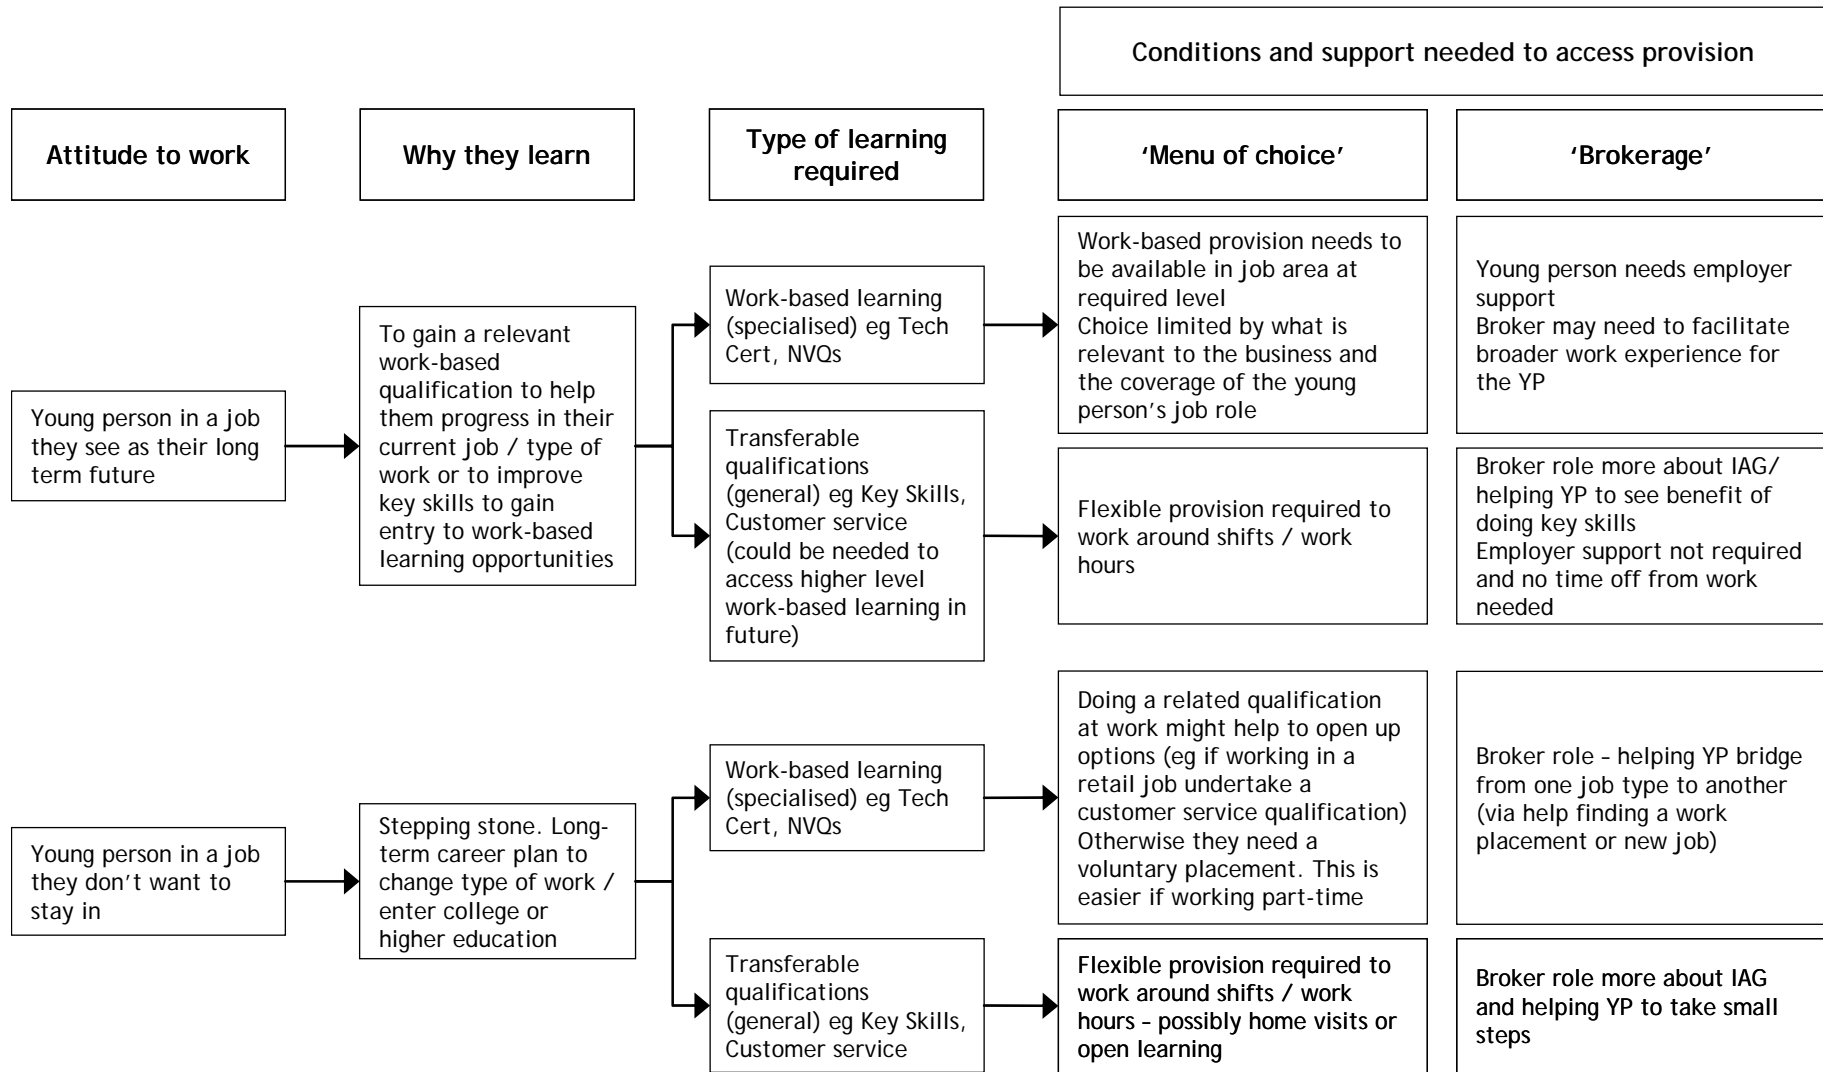 Conditions and support needed to access provision
Attitude to work
Why they learn
Type of learning
required
‘Menu of choice’
‘Brokerage’
Young person in a job
they see as their long
term future
To gain a relevant
work-based
qualification to help
them progress in their
current job / type of
work or to improve
key skills to gain
entry to work-based
learning opportunities
Work-based learning
(specialised) eg Tech
Cert, NVQs
Work-based provision needs to
be available in job area at
required level
Choice limited by what is
relevant to the business and
the coverage of the young
person’s job role
Young person needs employer
support
Broker may need to facilitate
broader work experience for
the YP
Transferable
qualifications
(general) eg Key Skills,
Customer service
(could be needed to
access higher level
work-based learning in
future)
Flexible provision required to
work around shifts / work
hours
Broker role more about IAG/
helping YP to see benefit of
doing key skills
Employer support not required
and no time off from work
needed
Young person in a job
they don’t want to
stay in
Stepping stone. Long-
term career plan to
change type of work /
enter college or
higher education
Work-based learning
(specialised) eg Tech
Cert, NVQs
Doing a related qualification
at work might help to open up
options (eg if working in a
retail job undertake a
customer service qualification)
Otherwise they need a
voluntary placement. This is
easier if working part-time
Broker role – helping YP bridge
from one job type to another
(via help finding a work
placement or new job)
Transferable
qualifications
(general) eg Key Skills,
Customer service
Flexible provision required to
work around shifts / work
hours – possibly home visits or
open learning
Broker role more about IAG
and helping YP to take small
steps